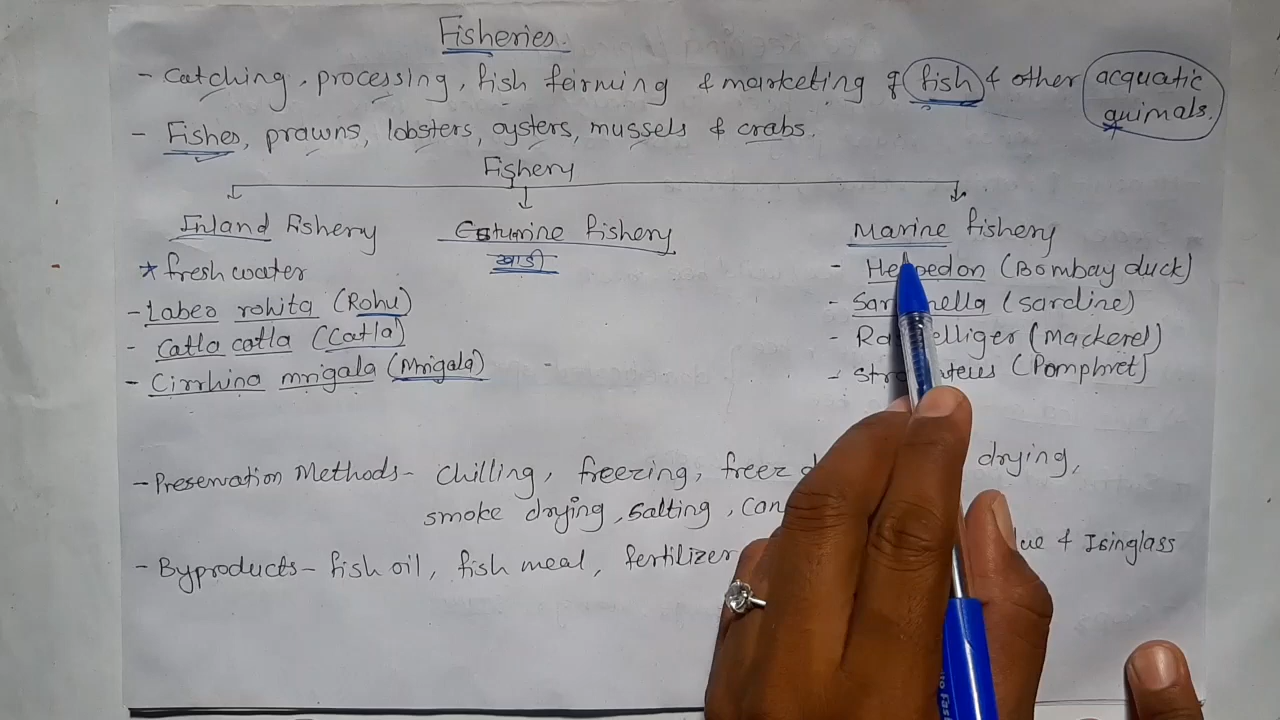 Fisheries.
- Catching, processing, fish fairming & marketing of fish & other acquatic animals.
- Fishes, prawns, lobsters, oysters, mussels & crabs.
Fishery
Inland Fishery Esturine fishery Marine fishery
* fresh water खाडी
- Labeo rohita (Rohu)
- Catla catla (Catla)
- Cirrhina mrigala (Mrigala)
- (Bombay duck)
- (Sardine)
- (Mackerel)
- (Pomphret)
- Preservation Methods - Chilling, freezing, freez drying,
smoke drying, salting,
- Byproducts - fish oil, fish meal, fertilizer & Isinglass